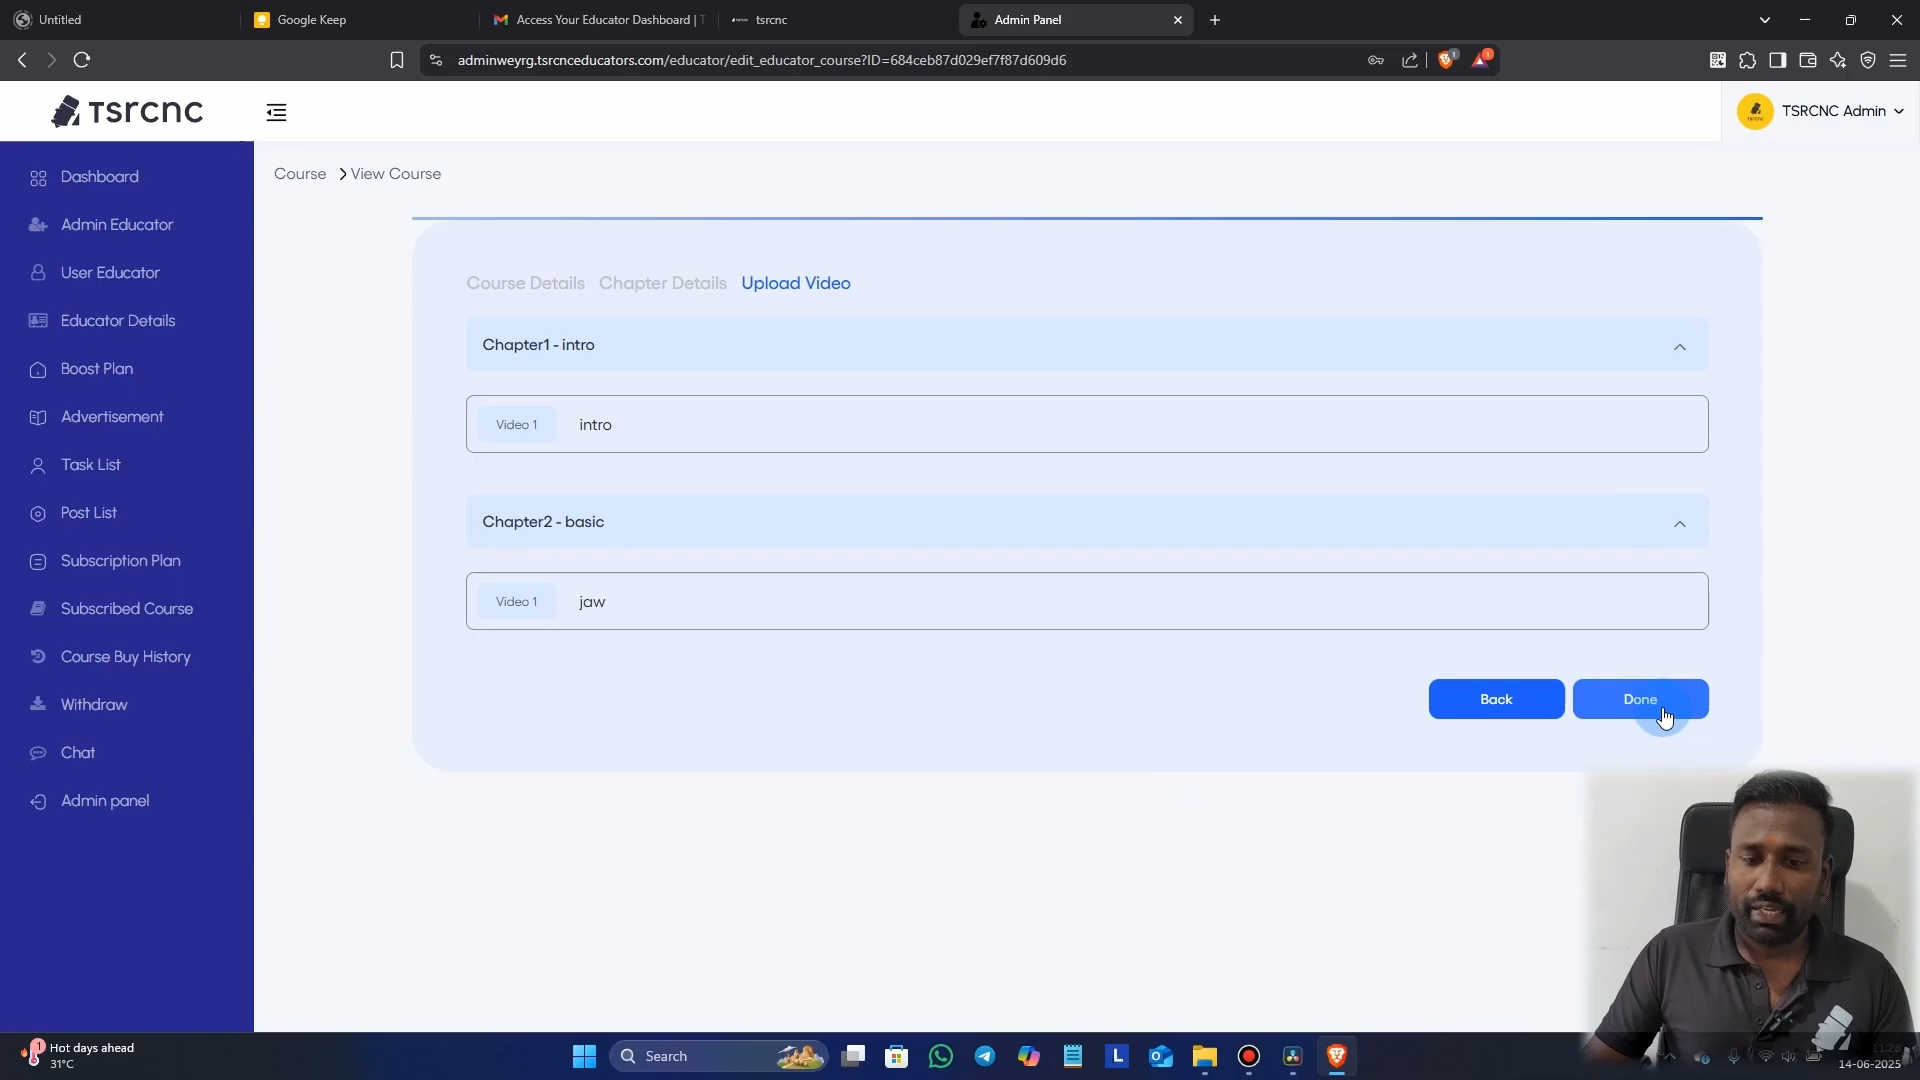 Untitled
Google Keep
Access Your Educator Dashboard | T
tsrcnc
Admin Panel
adminweyrg.tsrcnceducators.com/educator/edit_educator_course?ID=684ceb87d029ef7f87d609d6
1
1
TSRCNC
TSRCNC Admin
Dashboard
Admin Educator
User Educator
Educator Details
Boost Plan
Advertisement
Task List
Post List
Subscription Plan
Subscribed Course
Course Buy History
Withdraw
Chat
Admin panel
Course > View Course
Course Details Chapter Details Upload Video
Chapter1 - intro
Video 1 intro
Chapter2 - basic
Video 1 jaw
Back Done
1
Hot days ahead
31°C
Search
L
14-06-2025